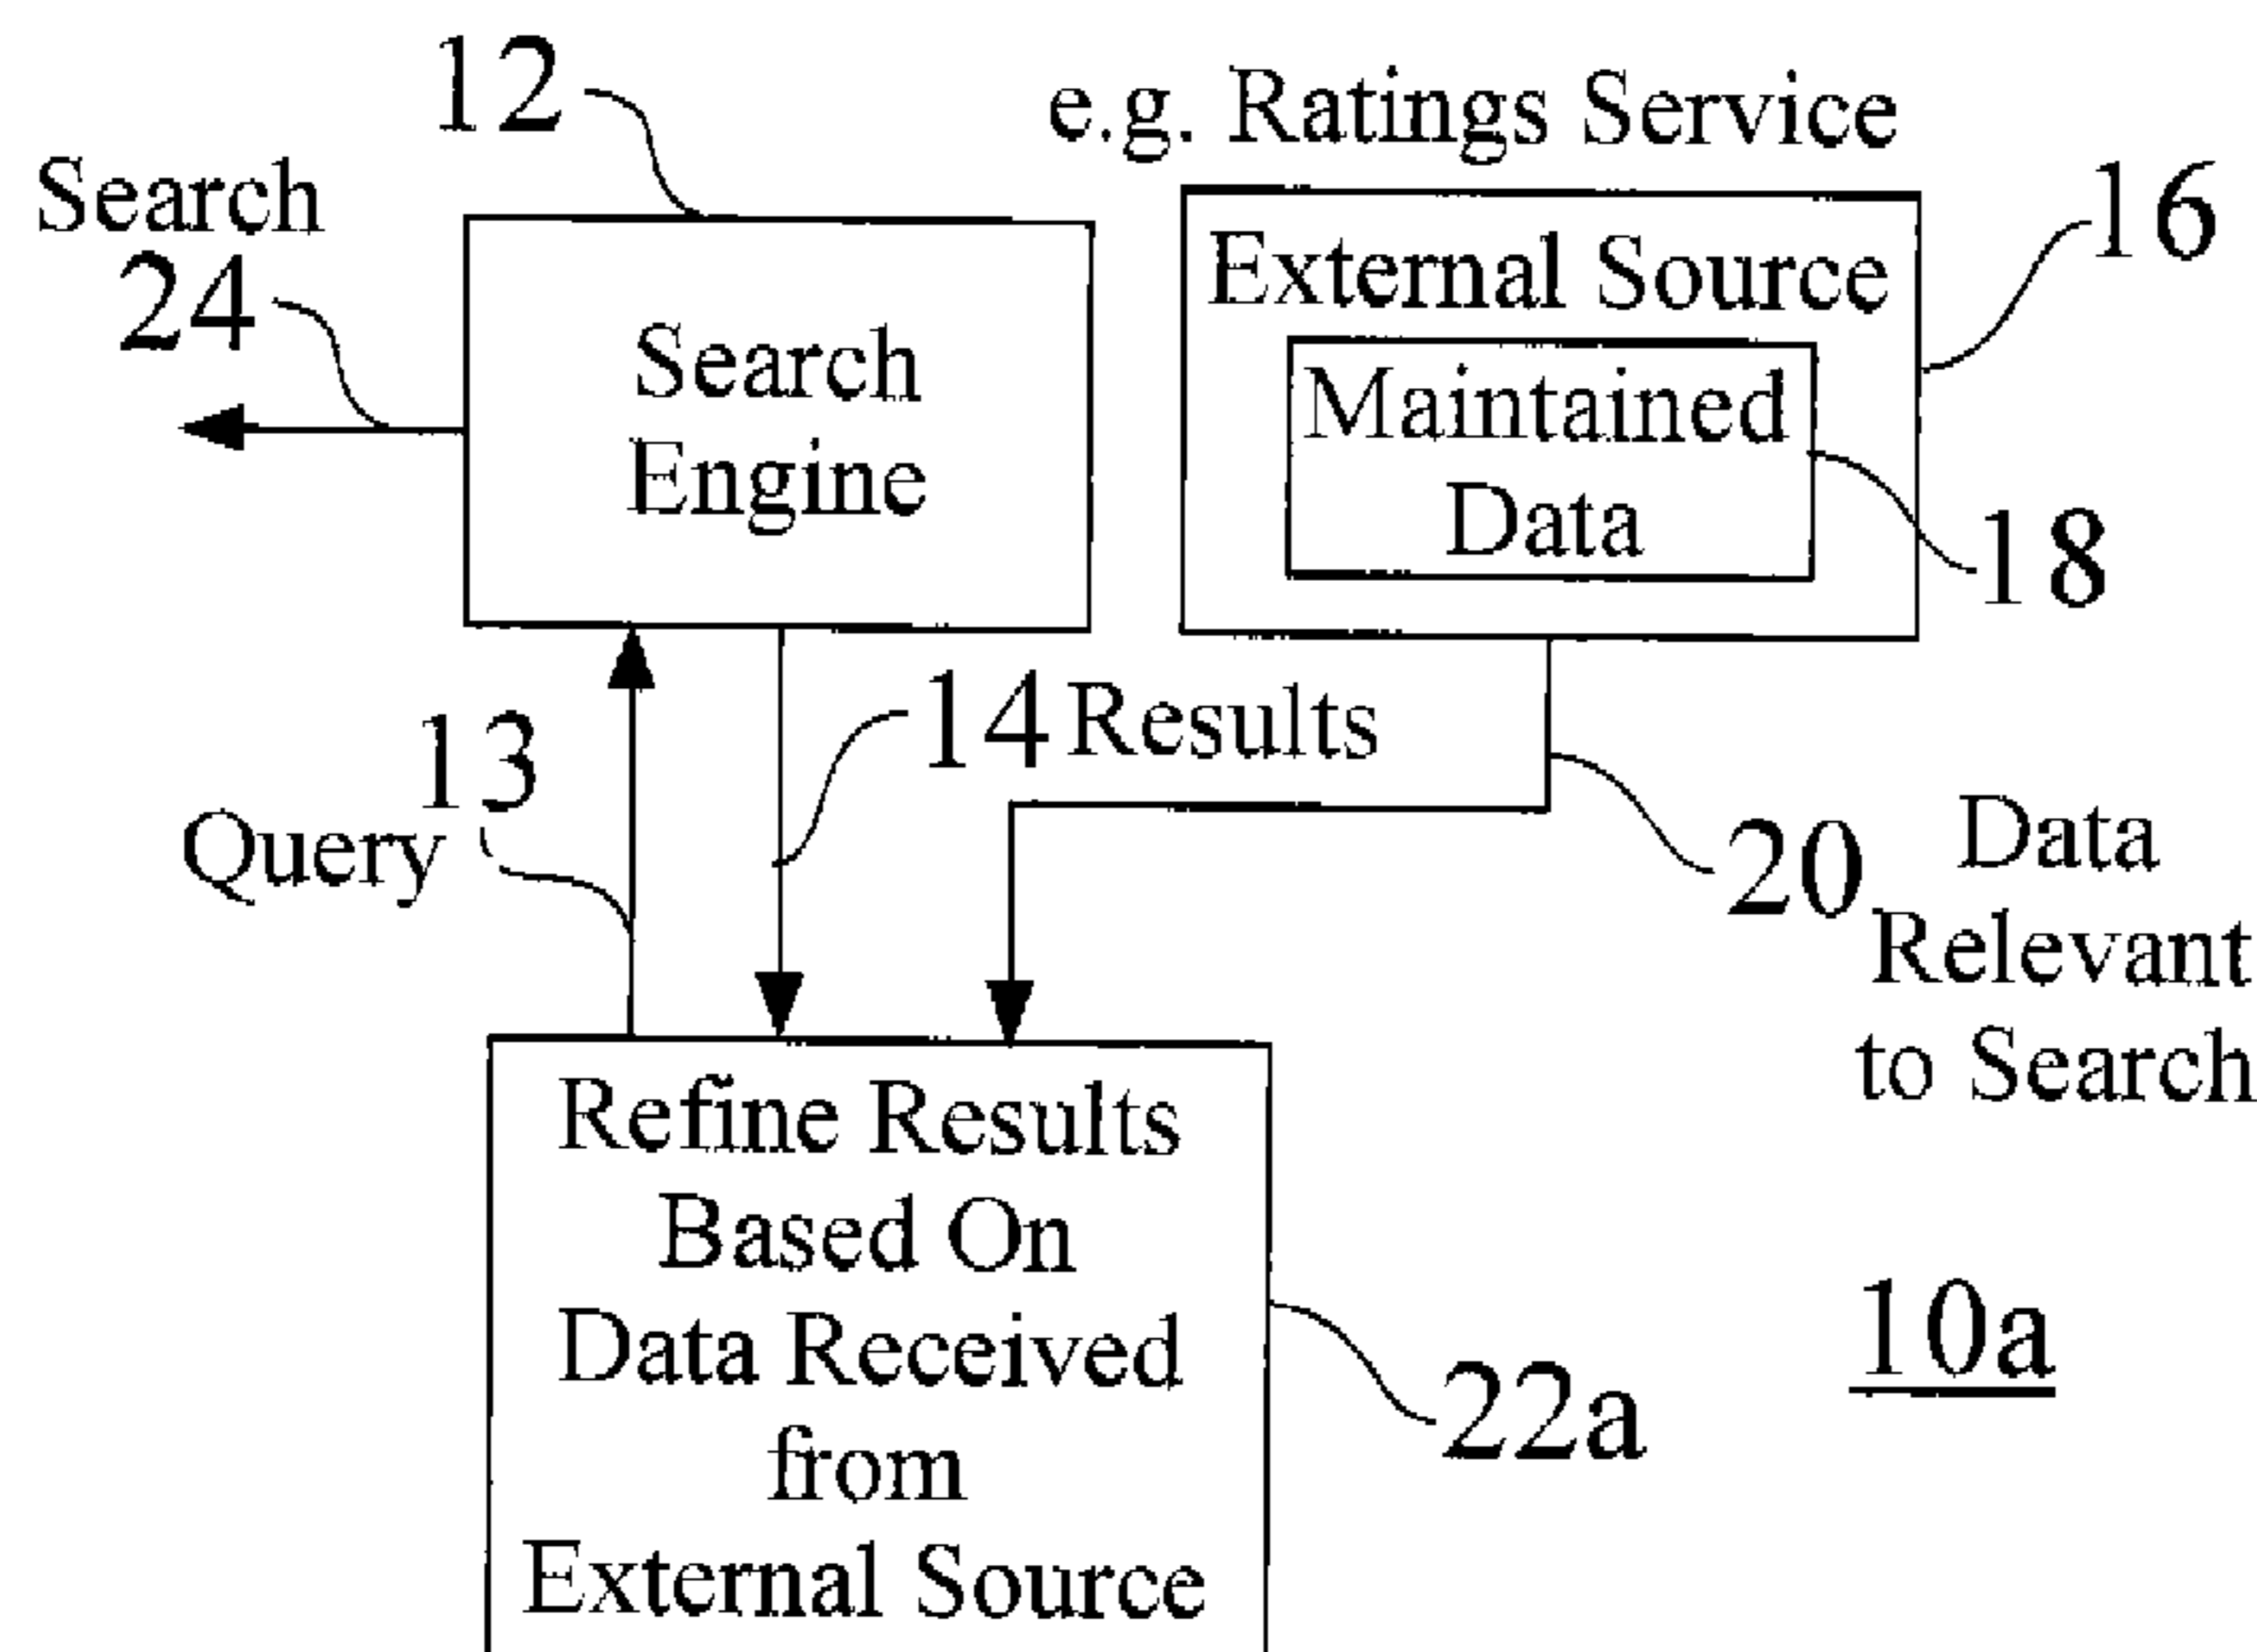 12
e.g. Ratings Service
Search
24
16
External Source
Search
Engine
Maintained
Data
18
14 Results
13
Query
20
Data
Relevant
to Search
Refine Results
Based On
Data Received
from
External Source
10a
22a